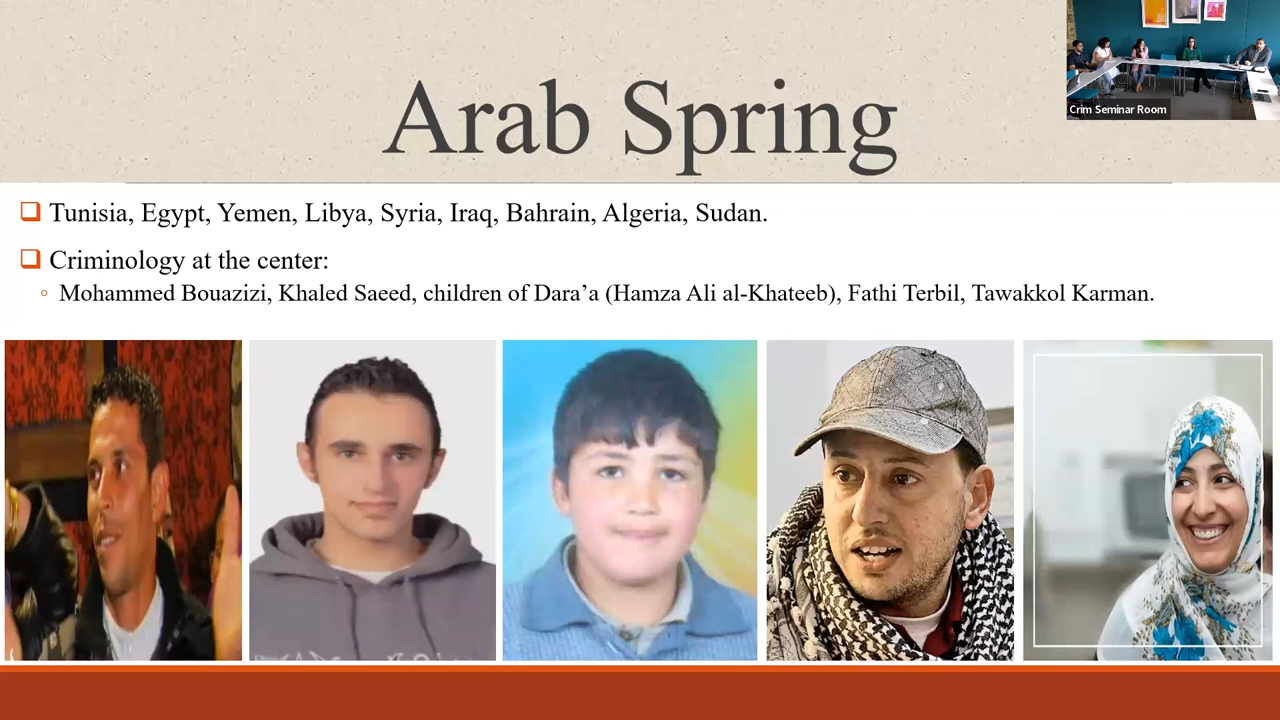 Arab Spring
Crim Seminar Room
Tunisia, Egypt, Yemen, Libya, Syria, Iraq, Bahrain, Algeria, Sudan.
Criminology at the center:
Mohammed Bouazizi, Khaled Saeed, children of Dara’a (Hamza Ali al-Khateeb), Fathi Terbil, Tawakkol Karman.